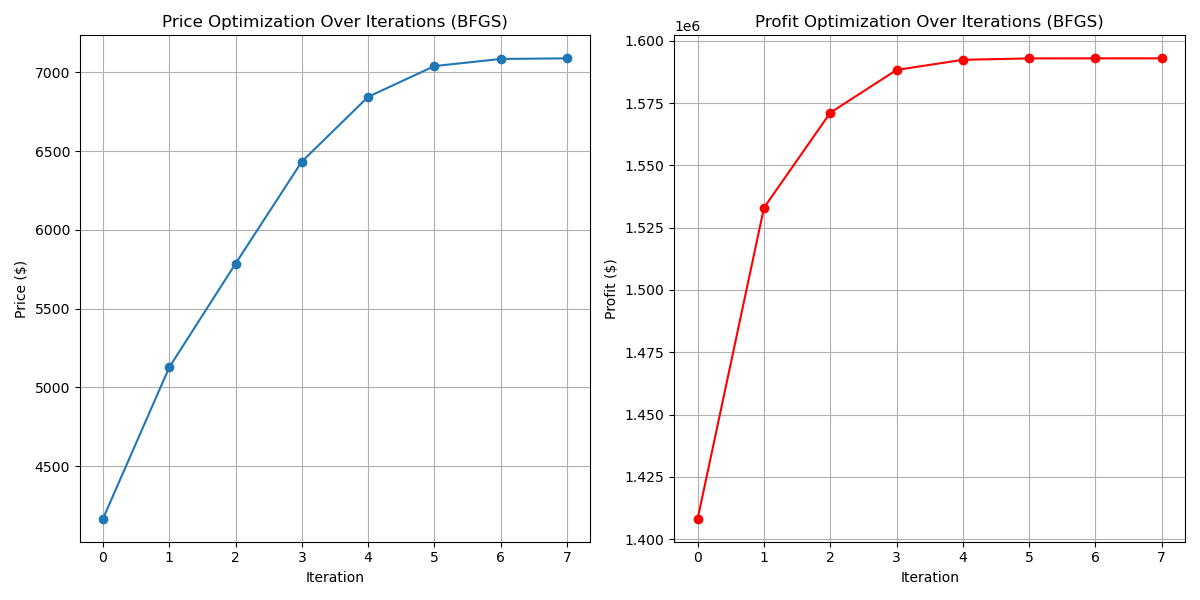 Price Optimization Over Iterations (BFGS)
Price ($)
7000
6500
6000
5500
5000
4500
0 1 2 3 4 5 6 7
Iteration
Profit Optimization Over Iterations (BFGS)
1e6
Profit ($)
1.600
1.575
1.550
1.525
1.500
1.475
1.450
1.425
1.400
0 1 2 3 4 5 6 7
Iteration